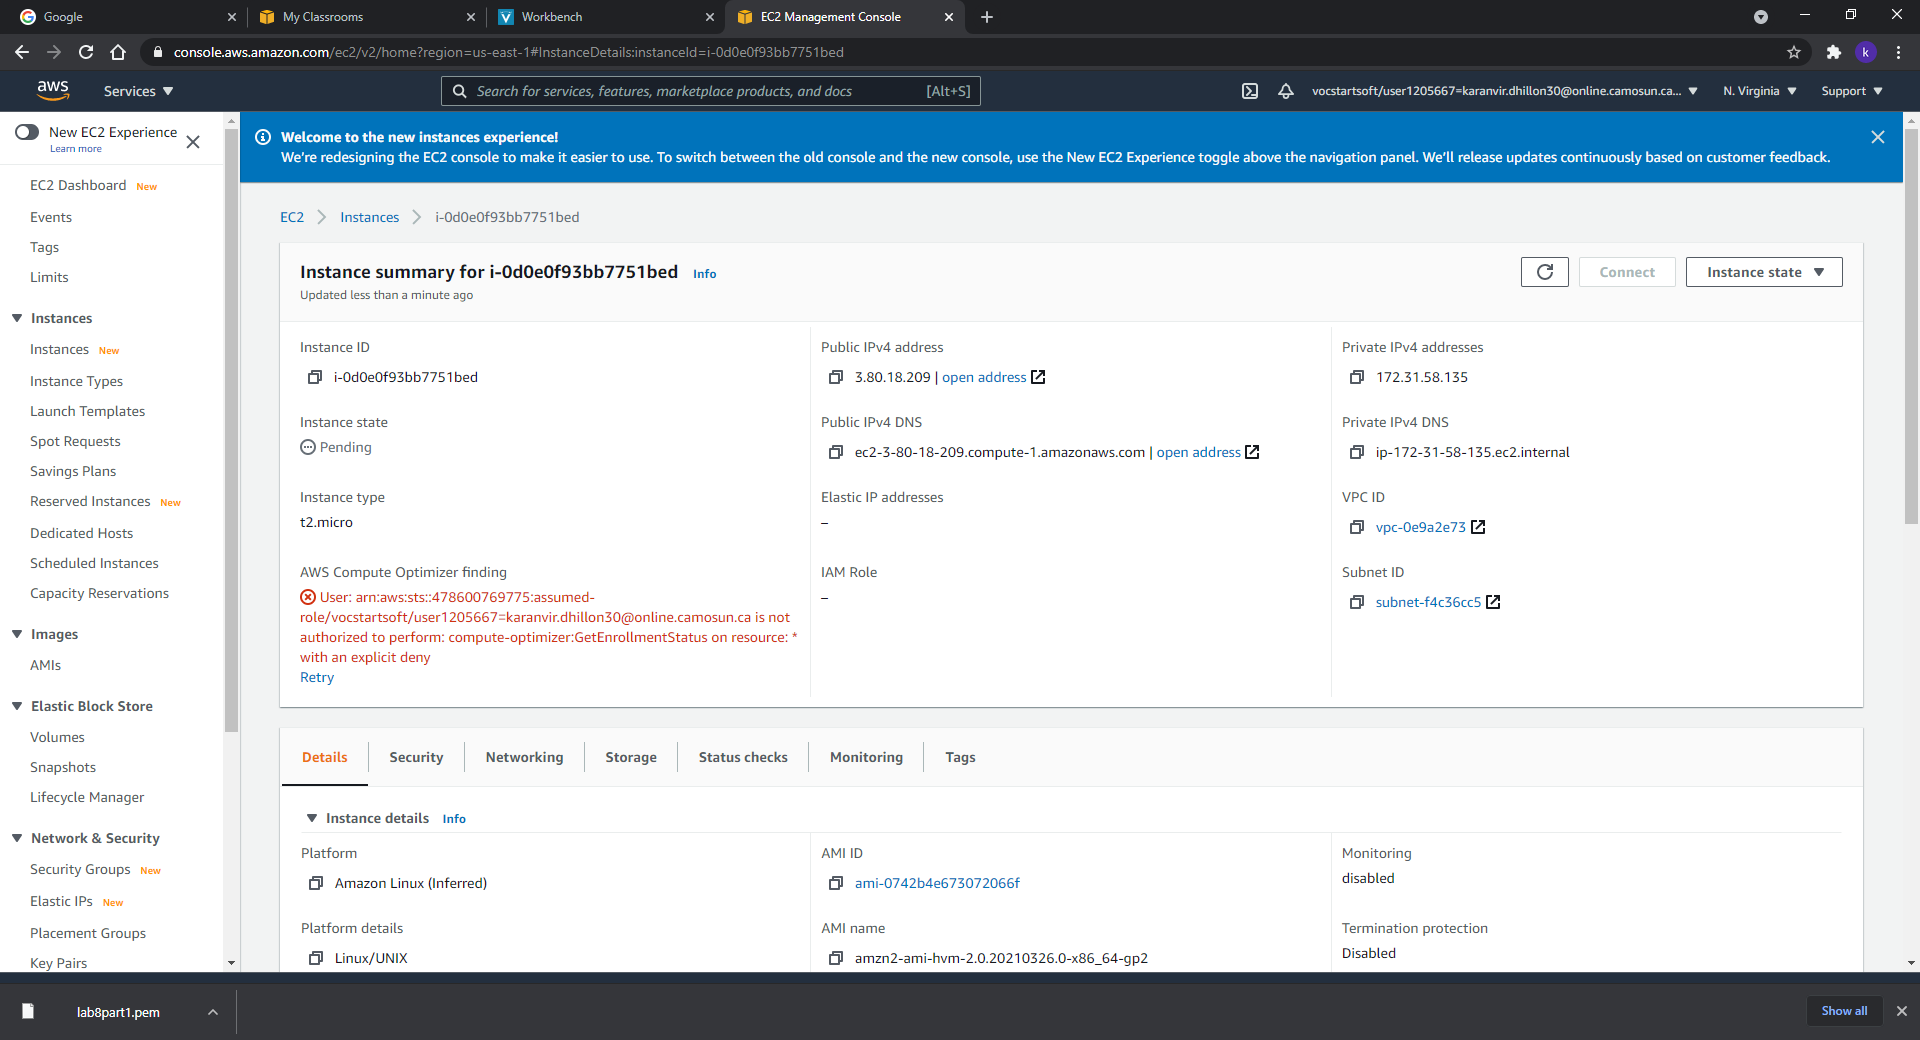 Google
My Classrooms
Workbench
EC2 Management Console
console.aws.amazon.com/ec2/v2/home?region=us-east-1#InstanceDetails:instanceId=i-0d0e0f93bb7751bed
k
aws
Services
Search for services, features, marketplace products, and docs
[Alt+S]
vocstartsoft/user1205667=karanvir.dhillon30@online.camosun.ca...
N. Virginia
Support
New EC2 Experience
Learn more
EC2 Dashboard New
Events
Tags
Limits
Instances
Instances New
Instance Types
Launch Templates
Spot Requests
Savings Plans
Reserved Instances New
Dedicated Hosts
Scheduled Instances
Capacity Reservations
Images
AMIs
Elastic Block Store
Volumes
Snapshots
Lifecycle Manager
Network & Security
Security Groups New
Elastic IPs New
Placement Groups
Key Pairs
Welcome to the new instances experience!
We're redesigning the EC2 console to make it easier to use. To switch between the old console and the new console, use the New EC2 Experience toggle above the navigation panel. We'll release updates continuously based on customer feedback.
EC2
Instances
i-0d0e0f93bb7751bed
Instance summary for i-0d0e0f93bb7751bed Info
Updated less than a minute ago
Connect
Instance state
Instance ID
i-0d0e0f93bb7751bed
Instance state
Pending
Instance type
t2.micro
AWS Compute Optimizer finding
User: arn:aws:sts::478600769775:assumed-
role/vocstartsoft/user1205667=karanvir.dhillon30@online.camosun.ca is not
authorized to perform: compute-optimizer:GetEnrollmentStatus on resource: *
with an explicit deny
Retry
Public IPv4 address
3.80.18.209 | open address
Public IPv4 DNS
ec2-3-80-18-209.compute-1.amazonaws.com | open address
Elastic IP addresses
–
IAM Role
–
Private IPv4 addresses
172.31.58.135
Private IPv4 DNS
ip-172-31-58-135.ec2.internal
VPC ID
vpc-0e9a2e73
Subnet ID
subnet-f4c36cc5
Details
Security
Networking
Storage
Status checks
Monitoring
Tags
Instance details Info
Platform
Amazon Linux (Inferred)
Platform details
Linux/UNIX
AMI ID
ami-0742b4e673072066f
AMI name
amzn2-ami-hvm-2.0.20210326.0-x86_64-gp2
Monitoring
disabled
Termination protection
Disabled
lab8part1.pem
Show all